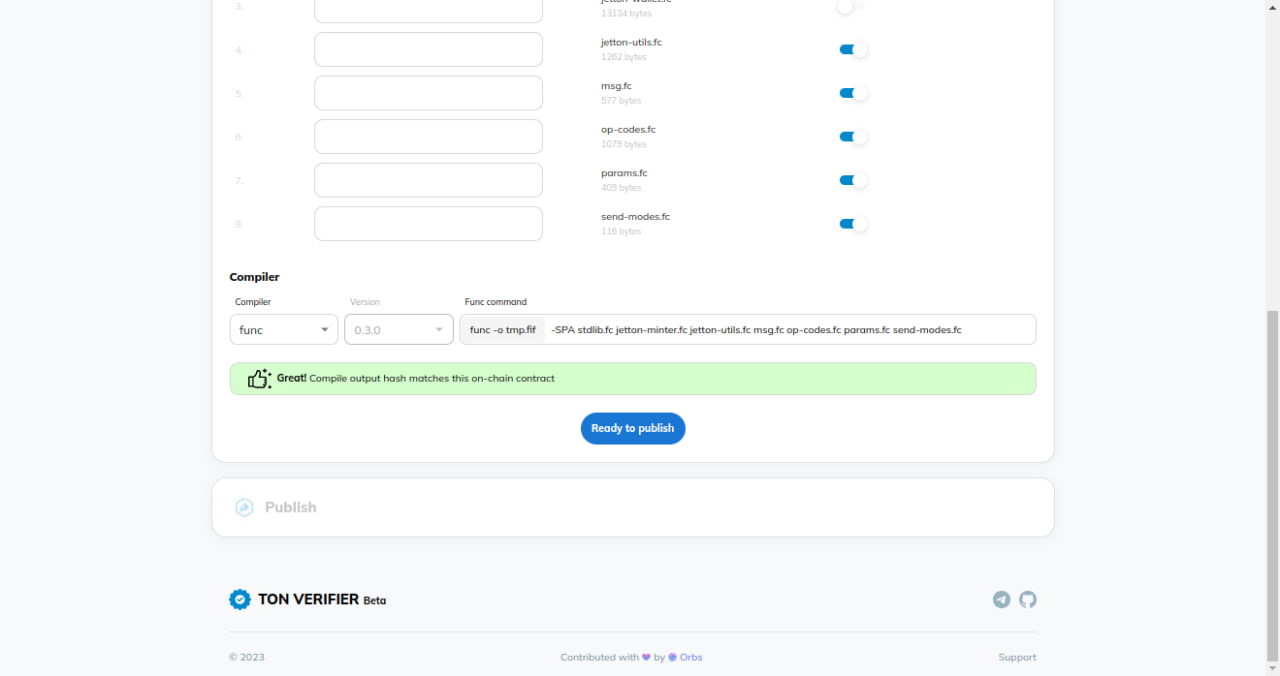 3.
jetton-wallet.fc
13134 bytes
4.
jetton-utils.fc
1262 bytes
5.
msg.fc
577 bytes
6.
op-codes.fc
1079 bytes
7.
params.fc
409 bytes
8.
send-modes.fc
116 bytes
Compiler
Compiler Version Func command
func 0.3.0 func -o tmp.fif -SPA stdlib.fc jetton-minter.fc jetton-utils.fc msg.fc op-codes.fc params.fc send-modes.fc
Great! Compile output hash matches this on-chain contract
Ready to publish
Publish
TON VERIFIER Beta
© 2023 Contributed with 💜 by Orbs Support